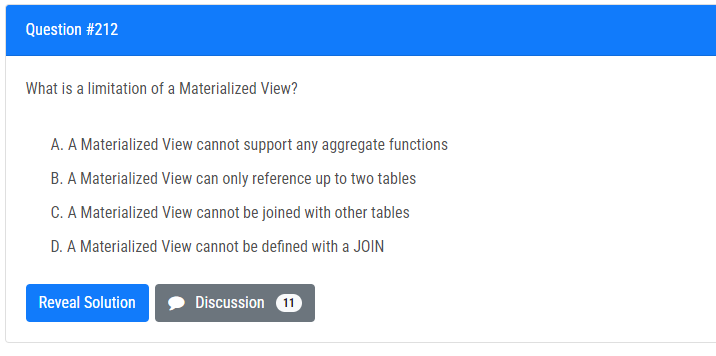 Question #212
What is a limitation of a Materialized View?
A. A Materialized View cannot support any aggregate functions
B. A Materialized View can only reference up to two tables
C. A Materialized View cannot be joined with other tables
D. A Materialized View cannot be defined with a JOIN
Reveal Solution Discussion 11